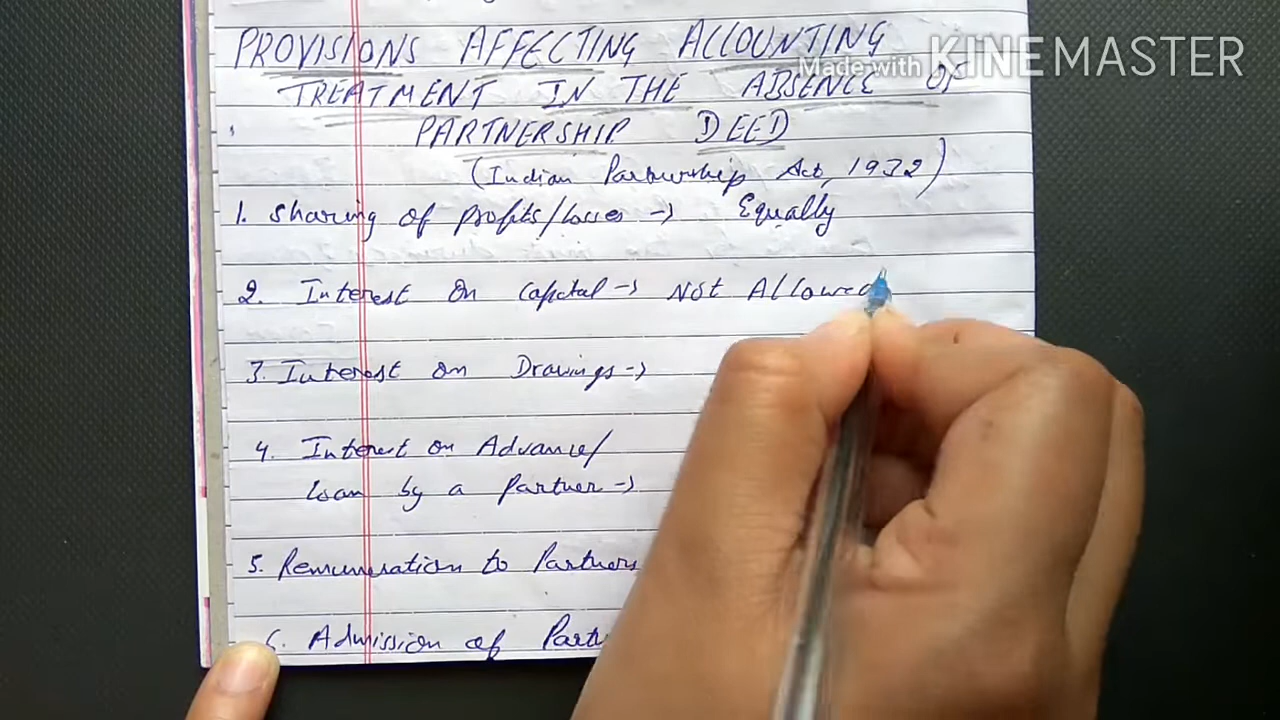 PROVISIONS AFFECTING ACCOUNTING
Made with KINEMASTER
TREATMENT IN THE ABSENCE OF
PARTNERSHIP DEED
(Indian Partnership Act, 1932)
1. Sharing of Profits/Losses → Equally
2. Interest on Capital → Not Allowed
3. Interest on Drawings →
4. Interest on Advance/
Loan by a Partner →
5. Remuneration to Partners
6. Admission of